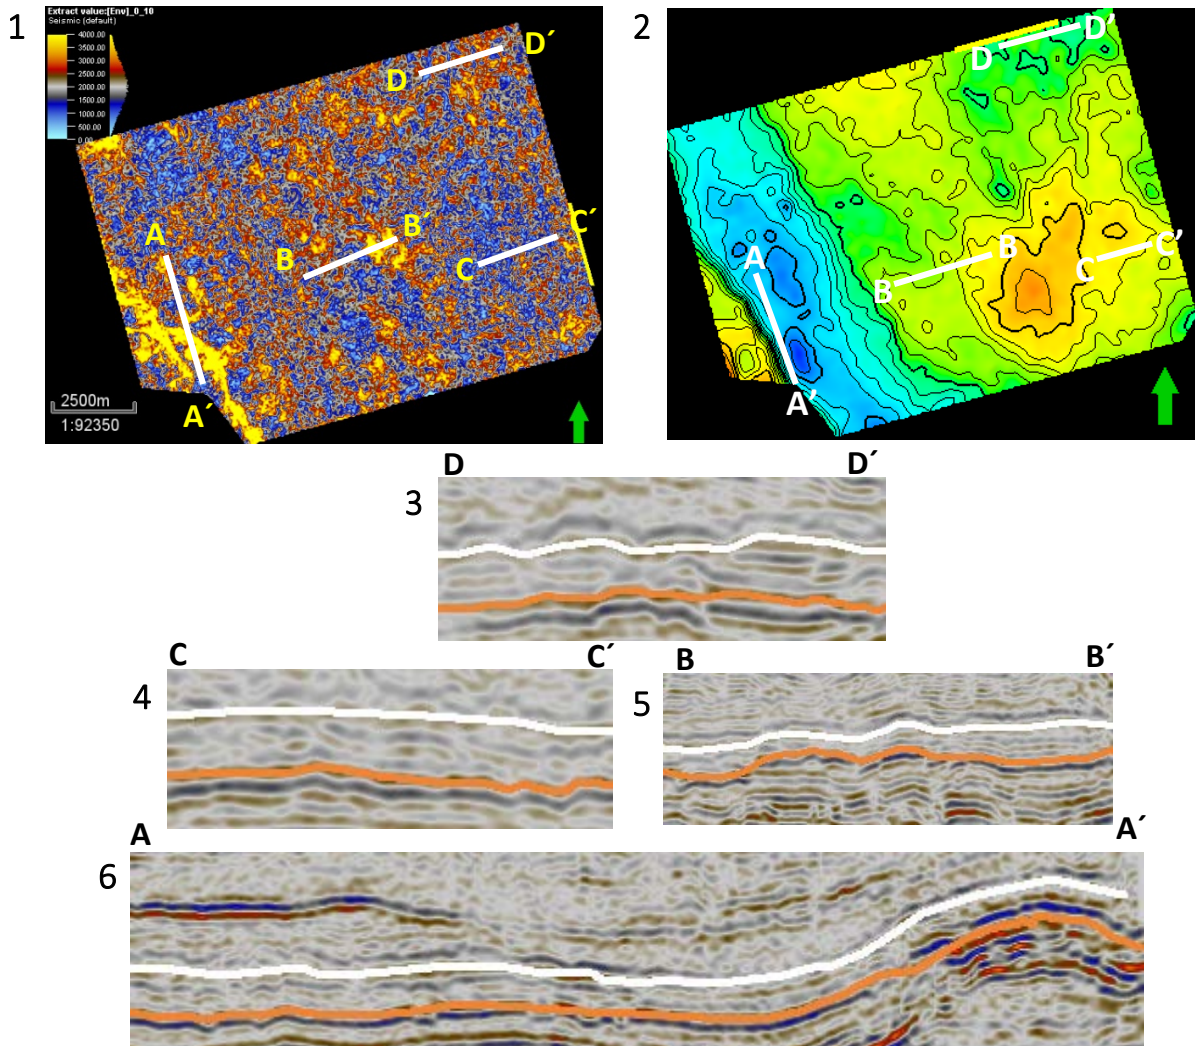 1
Extract value:[Env]_0_10
Seismic (default)
4000.00
3500.00
3000.00
2500.00
2000.00
1500.00
1000.00
500.00
0.00
D
D´
A
B
B´
C
C´
A´
2500m
1:92350
2
D
D'
A
B
B
C
C'
A'
D
D´
3
C
C´
B
B´
4
5
A
A´
6